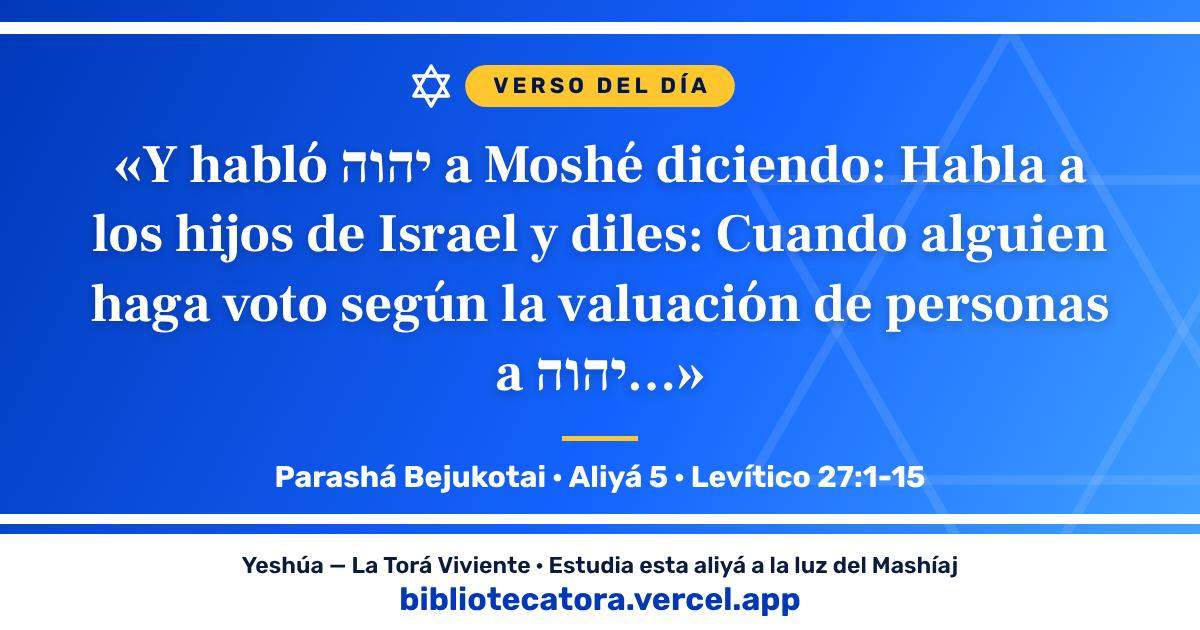 VERSO DEL DÍA
«Y habló יהוה a Moshé diciendo: Habla a
los hijos de Israel y diles: Cuando alguien
haga voto según la valuación de personas
a יהוה...»
Parashá Bejukotai • Aliyá 5 • Levítico 27:1-15
Yeshúa — La Torá Viviente • Estudia esta aliyá a la luz del Mashíaj
bibliotecatora.vercel.app